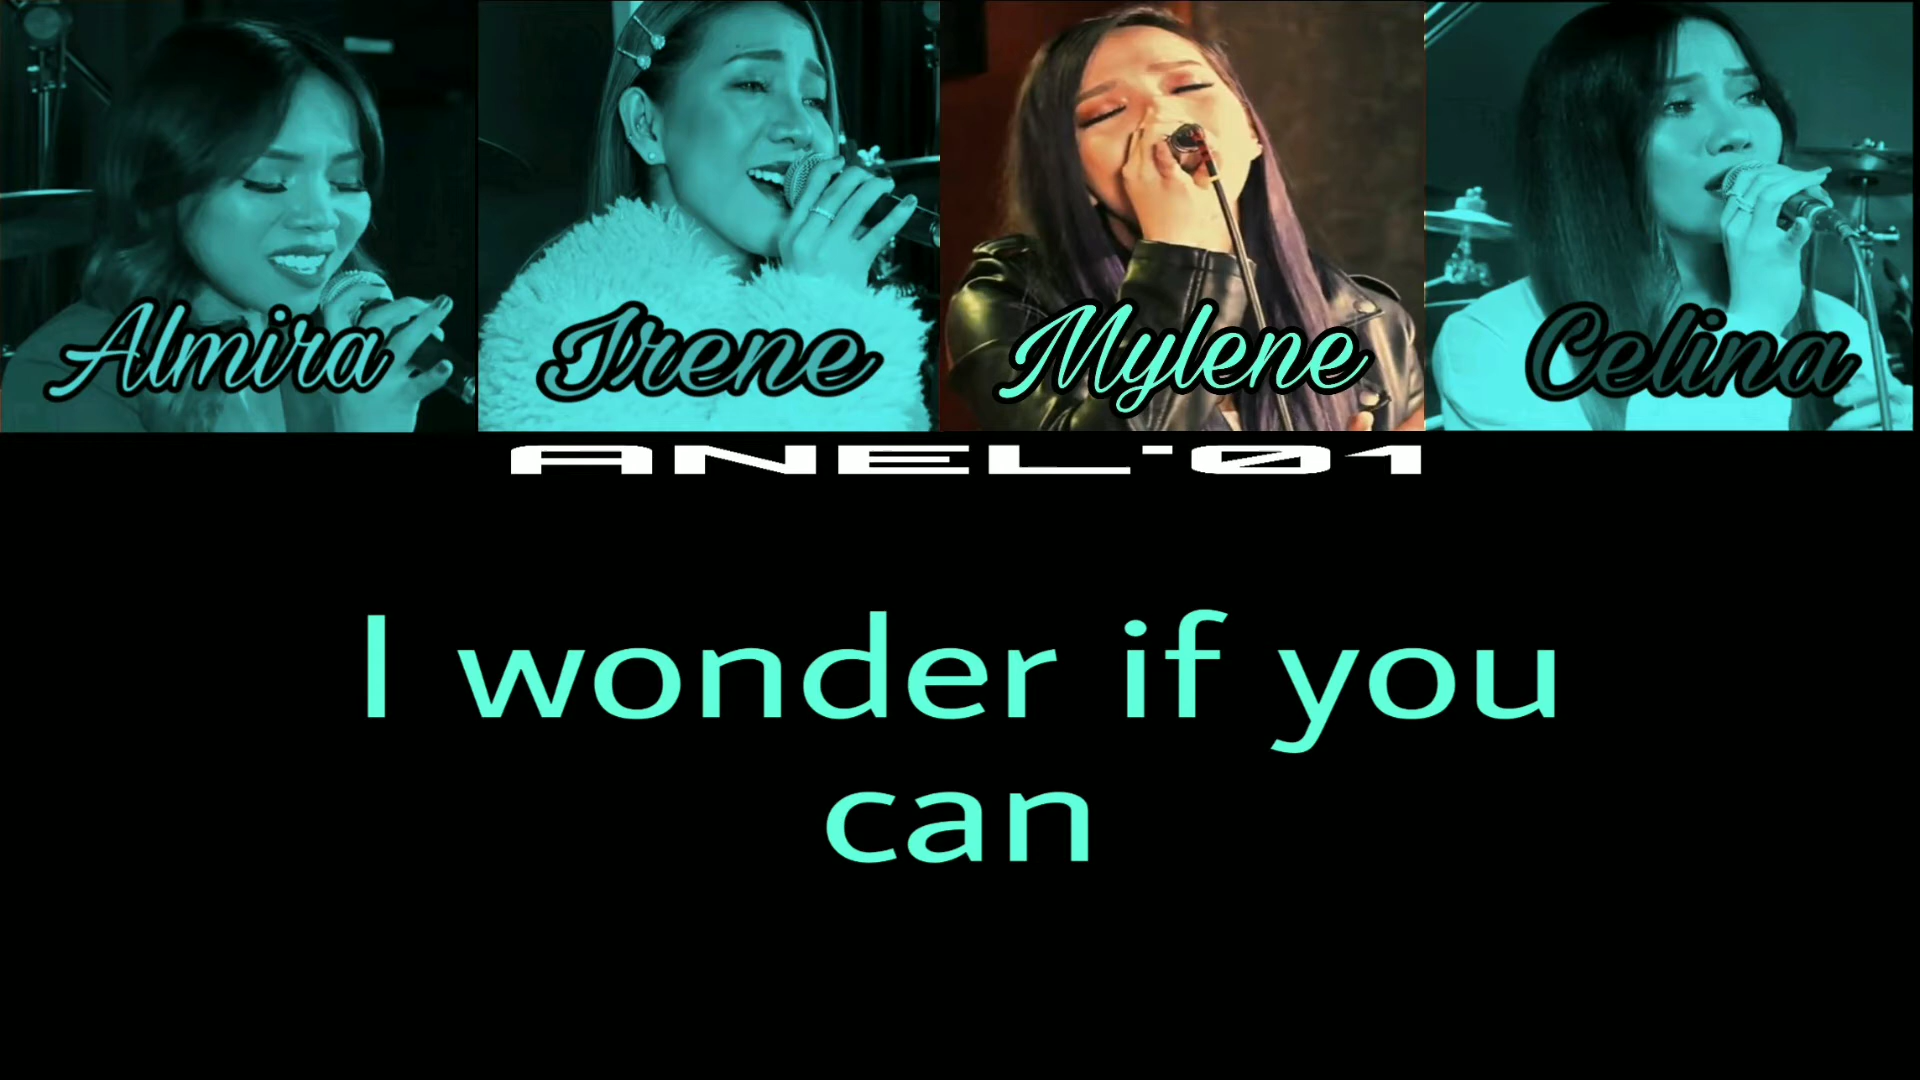 Almira
Irene
Mylene
Celina
ANEL'01
I wonder if you
can